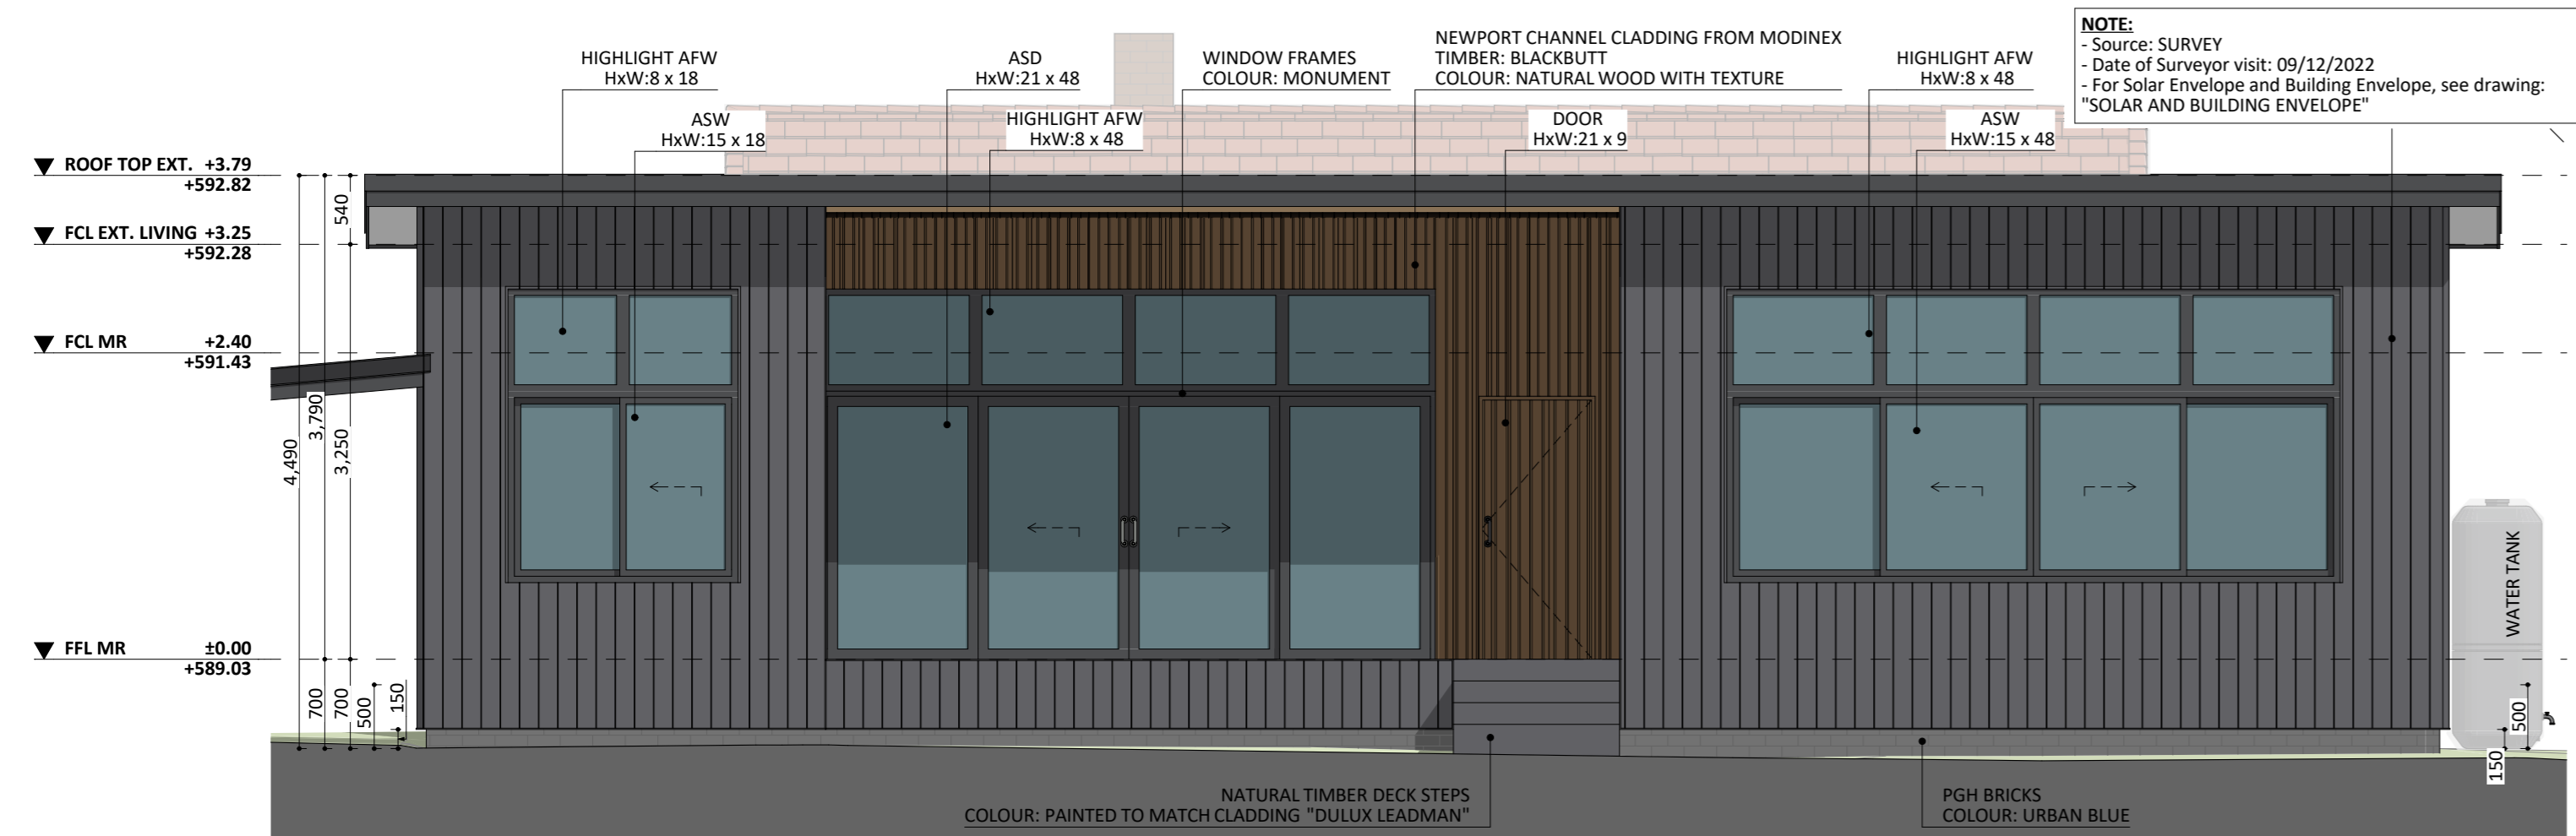 NOTE:
- Source: SURVEY
- Date of Surveyor visit: 09/12/2022
- For Solar Envelope and Building Envelope, see drawing:
"SOLAR AND BUILDING ENVELOPE"
HIGHLIGHT AFW
HxW:8 x 18
ASW
HxW:15 x 18
ASD
HxW:21 x 48
HIGHLIGHT AFW
HxW:8 x 48
WINDOW FRAMES
COLOUR: MONUMENT
NEWPORT CHANNEL CLADDING FROM MODINEX
TIMBER: BLACKBUTT
COLOUR: NATURAL WOOD WITH TEXTURE
DOOR
HxW:21 x 9
HIGHLIGHT AFW
HxW:8 x 48
ASW
HxW:15 x 48
ROOF TOP EXT. +3.79
+592.82
FCL EXT. LIVING +3.25
+592.28
FCL MR +2.40
+591.43
FFL MR ±0.00
+589.03
4,490
3,790
700
540
3,250
700
500
150
WATER TANK
500
150
NATURAL TIMBER DECK STEPS
COLOUR: PAINTED TO MATCH CLADDING "DULUX LEADMAN"
PGH BRICKS
COLOUR: URBAN BLUE